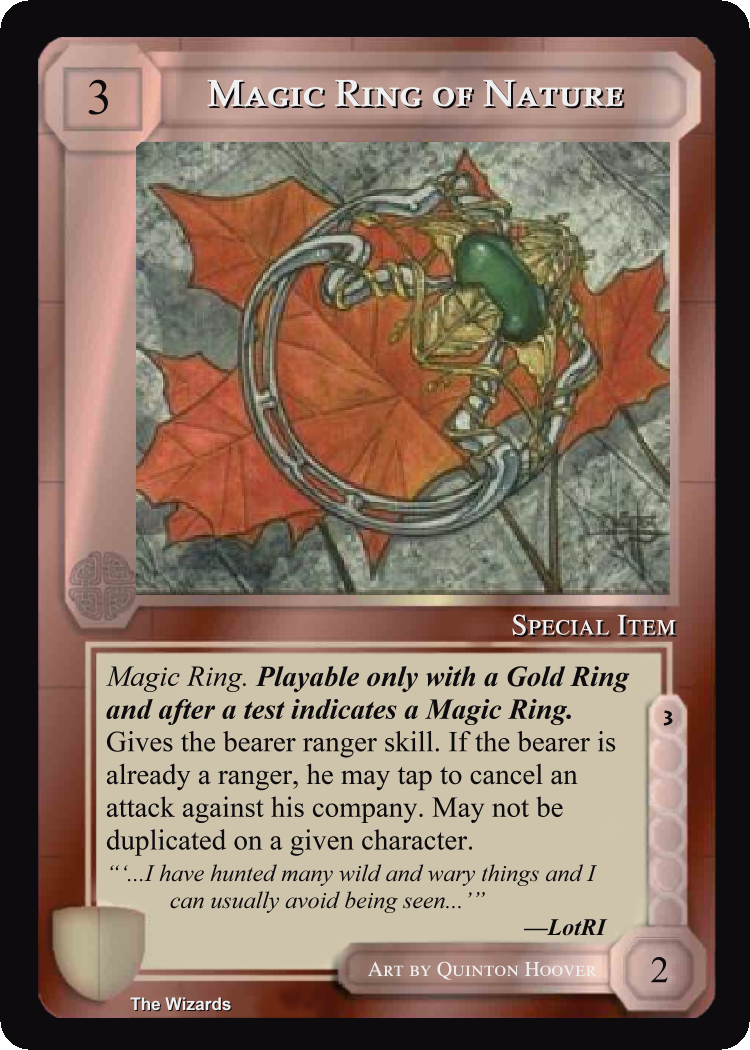 3
Magic Ring of Nature
Special Item
Magic Ring. Playable only with a Gold Ring
and after a test indicates a Magic Ring.
Gives the bearer ranger skill. If the bearer is
already a ranger, he may tap to cancel an
attack against his company. May not be
duplicated on a given character.
“‘...I have hunted many wild and wary things and I
can usually avoid being seen...’”
—LotRI
3
Art by Quinton Hoover
2
The Wizards